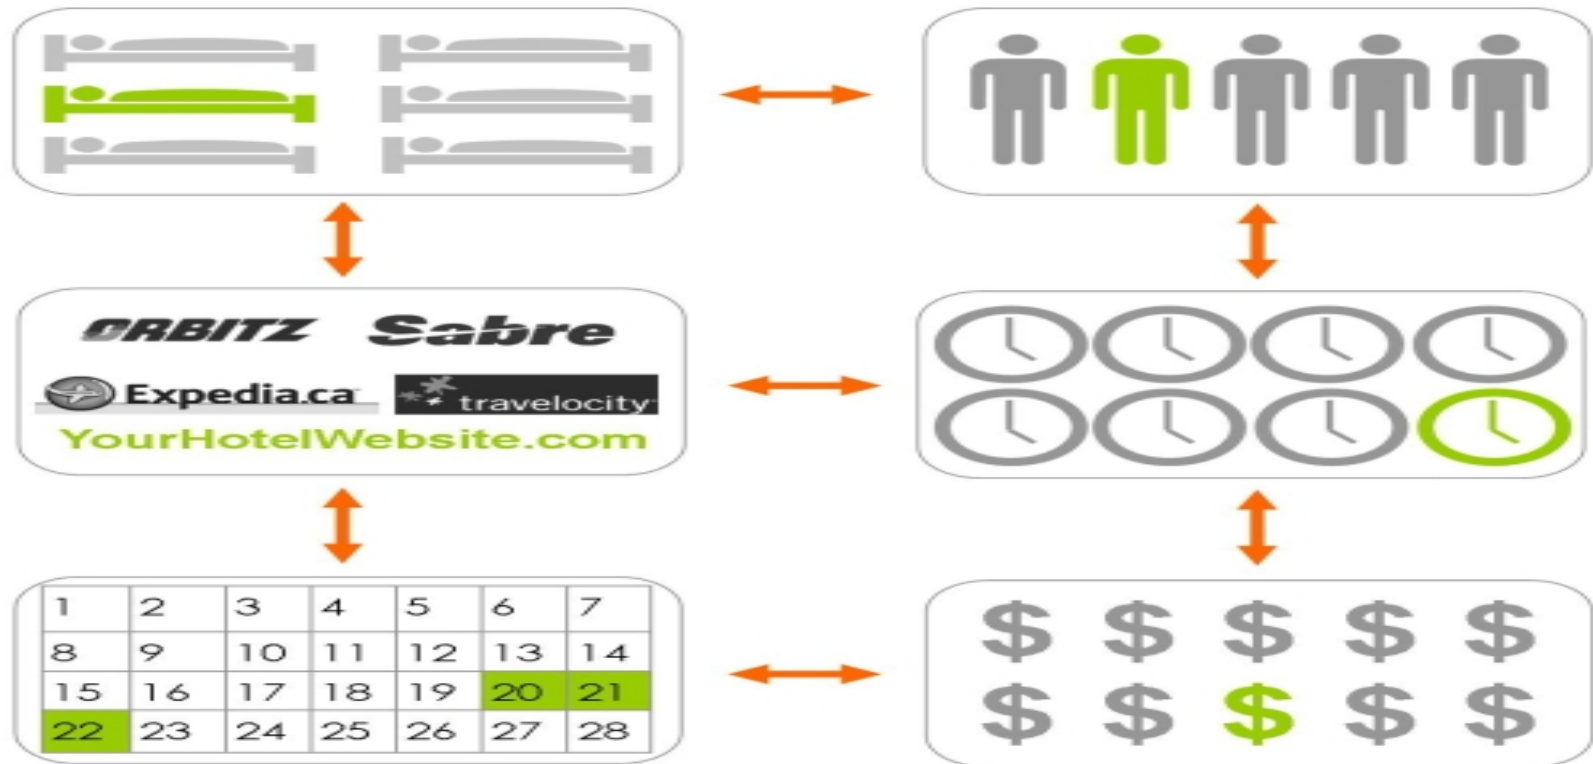 ORBITZ Sabre
Expedia.ca travelocity
YourHotelWebsite.com
1 2 3 4 5 6 7
8 9 10 11 12 13 14
15 16 17 18 19 20 21
22 23 24 25 26 27 28
$ $ $ $ $
$ $ $ $ $